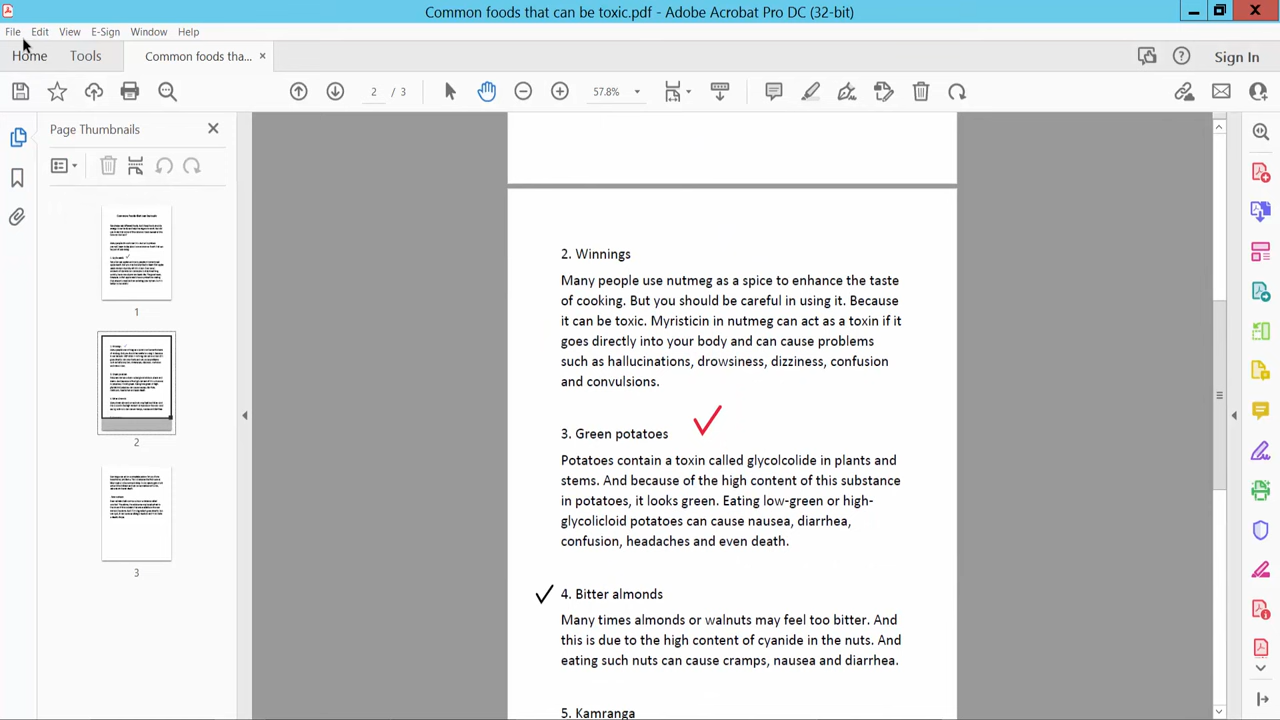 Common foods that can be toxic.pdf - Adobe Acrobat Pro DC (32-bit)
File Edit View E-Sign Window Help
Home Tools Common foods tha... ×
Sign In
2 / 3
57.8%
Page Thumbnails
1
2
3
2. Winnings
Many people use nutmeg as a spice to enhance the taste
of cooking. But you should be careful in using it. Because
it can be toxic. Myristicin in nutmeg can act as a toxin if it
goes directly into your body and can cause problems
such as hallucinations, drowsiness, dizziness, confusion
and convulsions.
3. Green potatoes
Potatoes contain a toxin called glycolcolide in plants and
stems. And because of the high content of this substance
in potatoes, it looks green. Eating low-green or high-
glycolicloid potatoes can cause nausea, diarrhea,
confusion, headaches and even death.
4. Bitter almonds
Many times almonds or walnuts may feel too bitter. And
this is due to the high content of cyanide in the nuts. And
eating such nuts can cause cramps, nausea and diarrhea.
5. Kamranga